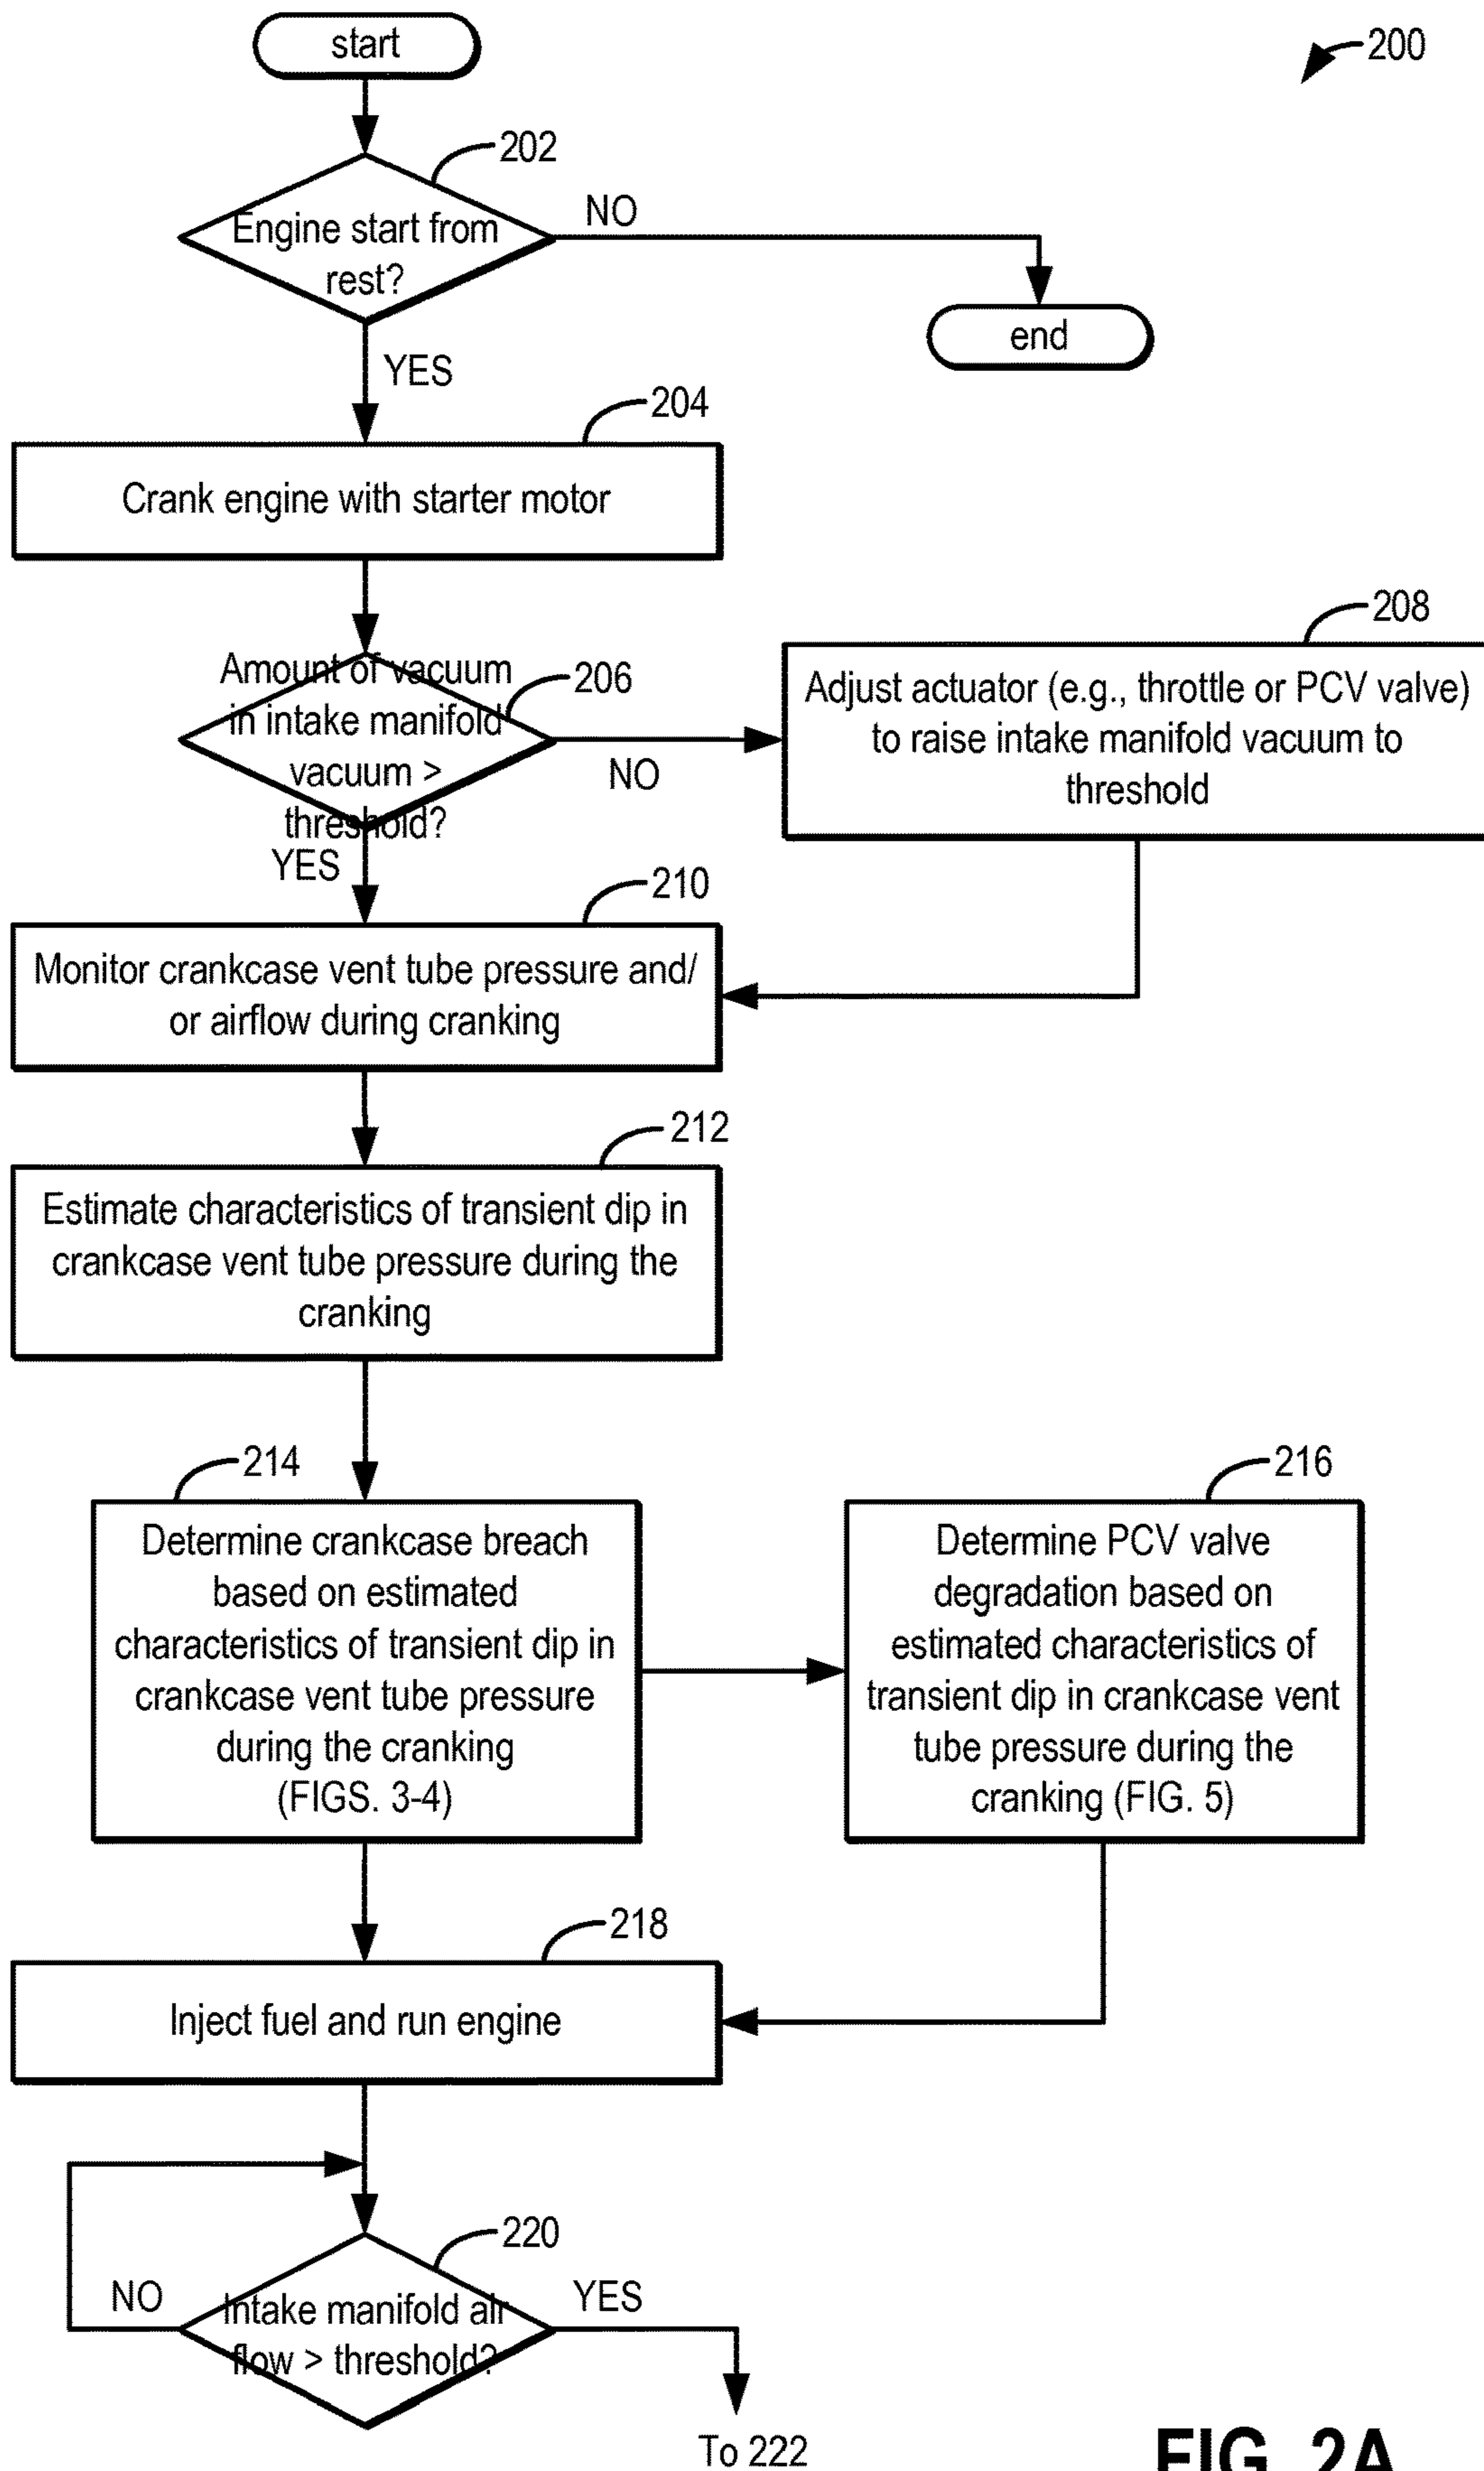 start
200
202
Engine start from
rest?
NO
end
YES
204
Crank engine with starter motor
208
Amount of vacuum
in intake manifold
vacuum >
threshold?
206
NO
Adjust actuator (e.g., throttle or PCV valve)
to raise intake manifold vacuum to
threshold
YES
210
Monitor crankcase vent tube pressure and/
or airflow during cranking
212
Estimate characteristics of transient dip in
crankcase vent tube pressure during the
cranking
214
Determine crankcase breach
based on estimated
characteristics of transient dip in
crankcase vent tube pressure
during the cranking
(FIGS. 3-4)
216
Determine PCV valve
degradation based on
estimated characteristics of
transient dip in crankcase vent
tube pressure during the
cranking (FIG. 5)
218
Inject fuel and run engine
220
NO
Intake manifold air
flow > threshold?
YES
To 222
FIG. 2A